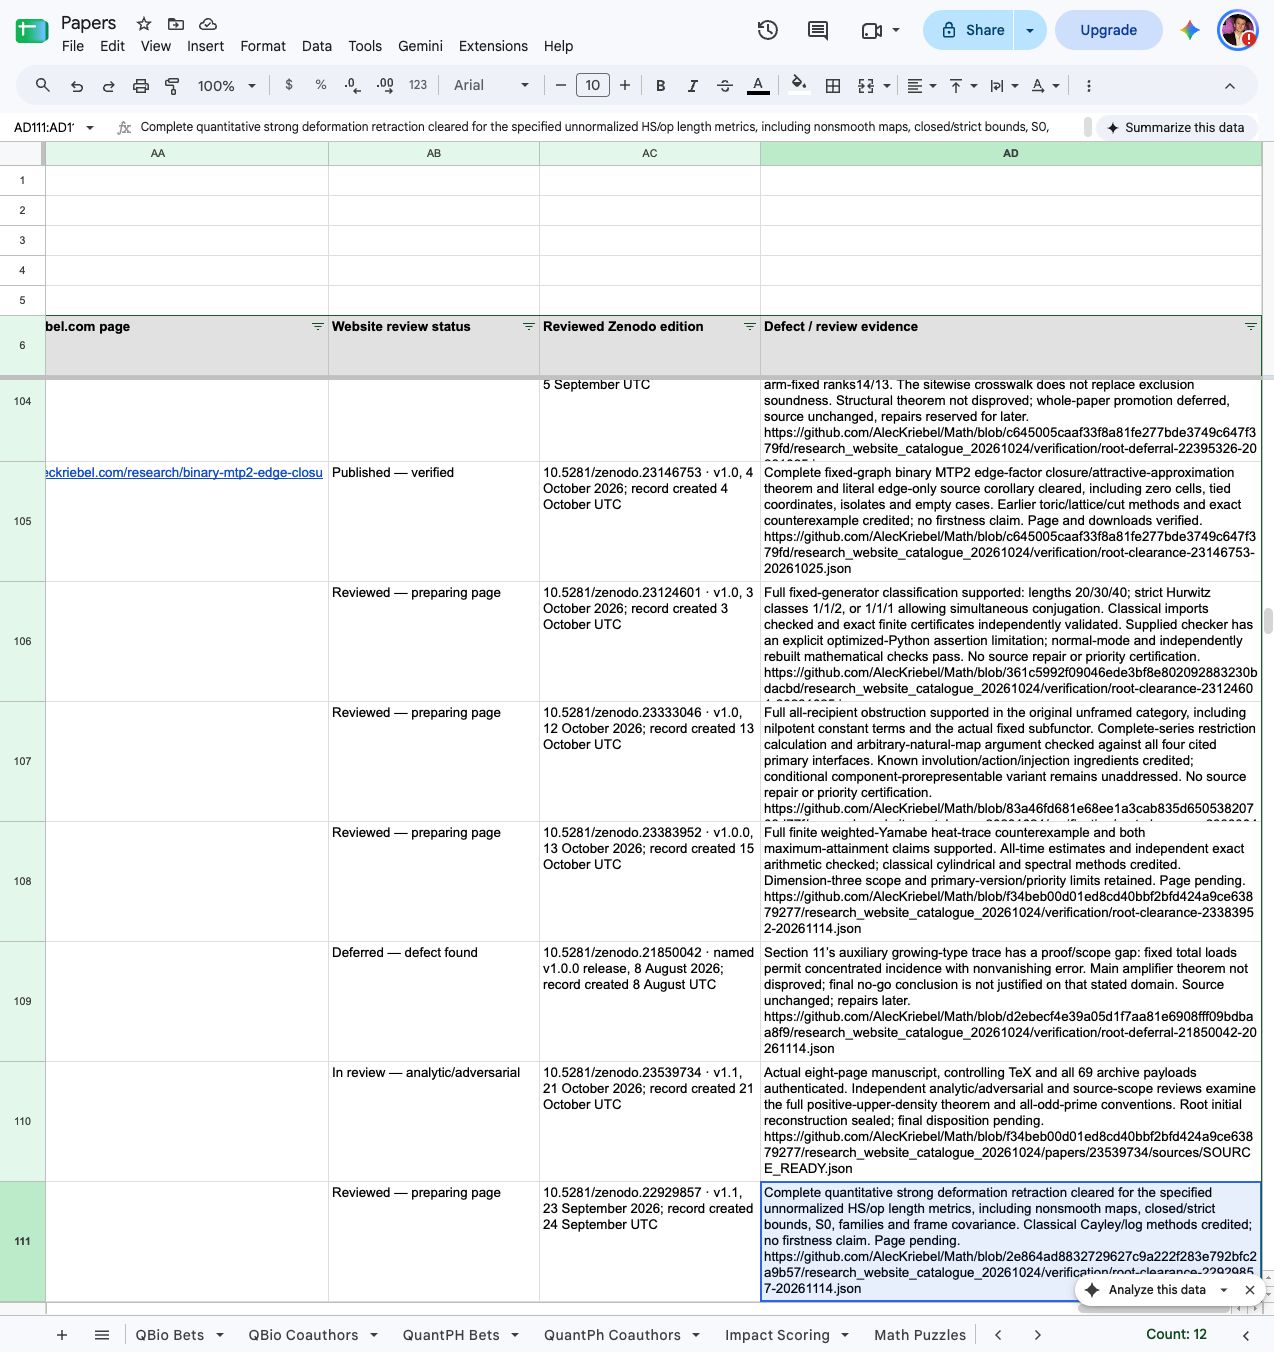 Papers
File Edit View Insert Format Data Tools Gemini Extensions Help
Share
Upgrade
100% $ % .0 .00 123 Arial 10 B I S A
AD111:AD1 fx Complete quantitative strong deformation retraction cleared for the specified unnormalized HS/op length metrics, including nonsmooth maps, closed/strict bounds, S0,
Summarize this data
AA AB AC AD
1
2
3
4
5
6 bel.com page Website review status Reviewed Zenodo edition Defect / review evidence
104
5 September UTC
arm-fixed ranks14/13. The sitewise crosswalk does not replace exclusion
soundness. Structural theorem not disproved; whole-paper promotion deferred,
source unchanged, repairs reserved for later.
https://github.com/AlecKriebel/Math/blob/c645005caaf33f8a81fe277bde3749c647f3
79fd/research_website_catalogue_20261024/verification/root-deferral-22395326-20
105
eckriebel.com/research/binary-mtp2-edge-closu
Published — verified
10.5281/zenodo.23146753 · v1.0, 4
October 2026; record created 4
October UTC
Complete fixed-graph binary MTP2 edge-factor closure/attractive-approximation
theorem and literal edge-only source corollary cleared, including zero cells, tied
coordinates, isolates and empty cases. Earlier toric/lattice/cut methods and exact
counterexample credited; no firstness claim. Page and downloads verified.
https://github.com/AlecKriebel/Math/blob/c645005caaf33f8a81fe277bde3749c647f3
79fd/research_website_catalogue_20261024/verification/root-clearance-23146753-
20261025.json
106
Reviewed — preparing page
10.5281/zenodo.23124601 · v1.0, 3
October 2026; record created 3
October UTC
Full fixed-generator classification supported: lengths 20/30/40; strict Hurwitz
classes 1/1/2, or 1/1/1 allowing simultaneous conjugation. Classical imports
checked and exact finite certificates independently validated. Supplied checker has
an explicit optimized-Python assertion limitation; normal-mode and independently
rebuilt mathematical checks pass. No source repair or priority certification.
https://github.com/AlecKriebel/Math/blob/361c5992f09046ede3bf8e802092883230b
dacbd/research_website_catalogue_20261024/verification/root-clearance-2312460
107
Reviewed — preparing page
10.5281/zenodo.23333046 · v1.0,
12 October 2026; record created 13
October UTC
Full all-recipient obstruction supported in the original unframed category, including
nilpotent constant terms and the actual fixed subfunctor. Complete-series restriction
calculation and arbitrary-natural-map argument checked against all four cited
primary interfaces. Known involution/action/injection ingredients credited;
conditional component-prorepresentable variant remains unaddressed. No source
repair or priority certification.
https://github.com/AlecKriebel/Math/blob/83a46fd681e68ee1a3cab835d650538207
108
Reviewed — preparing page
10.5281/zenodo.23383952 · v1.0.0,
13 October 2026; record created 15
October UTC
Full finite weighted-Yamabe heat-trace counterexample and both
maximum-attainment claims supported. All-time estimates and independent exact
arithmetic checked; classical cylindrical and spectral methods credited.
Dimension-three scope and primary-version/priority limits retained. Page pending.
https://github.com/AlecKriebel/Math/blob/f34beb00d01ed8cd40bbf2bfd424a9ce638
79277/research_website_catalogue_20261024/verification/root-clearance-2338395
2-20261114.json
109
Deferred — defect found
10.5281/zenodo.21850042 · named
v1.0.0 release, 8 August 2026;
record created 8 August UTC
Section 11's auxiliary growing-type trace has a proof/scope gap: fixed total loads
permit concentrated incidence with nonvanishing error. Main amplifier theorem not
disproved; final no-go conclusion is not justified on that stated domain. Source
unchanged; repairs later.
https://github.com/AlecKriebel/Math/blob/d2ebecf4e39a05d1f7aa81e6908fff09bdba
a8f9/research_website_catalogue_20261024/verification/root-deferral-21850042-20
261114.json
110
In review — analytic/adversarial
10.5281/zenodo.23539734 · v1.1,
21 October 2026; record created 21
October UTC
Actual eight-page manuscript, controlling TeX and all 69 archive payloads
authenticated. Independent analytic/adversarial and source-scope reviews examine
the full positive-upper-density theorem and all-odd-prime conventions. Root initial
reconstruction sealed; final disposition pending.
https://github.com/AlecKriebel/Math/blob/f34beb00d01ed8cd40bbf2bfd424a9ce638
79277/research_website_catalogue_20261024/papers/23539734/sources/SOURC
E_READY.json
111
Reviewed — preparing page
10.5281/zenodo.22929857 · v1.1,
23 September 2026; record created
24 September UTC
Complete quantitative strong deformation retraction cleared for the specified
unnormalized HS/op length metrics, including nonsmooth maps, closed/strict
bounds, S0, families and frame covariance. Classical Cayley/log methods credited;
no firstness claim. Page pending.
https://github.com/AlecKriebel/Math/blob/2e864ad8832729627c9a222f283e792bfc2
a9b57/research_website_catalogue_20261024/verification/root-clearance-2292985
7-20261114.json
Analyze this data
QBio Bets QBio Coauthors QuantPH Bets QuantPh Coauthors Impact Scoring Math Puzzles Count: 12